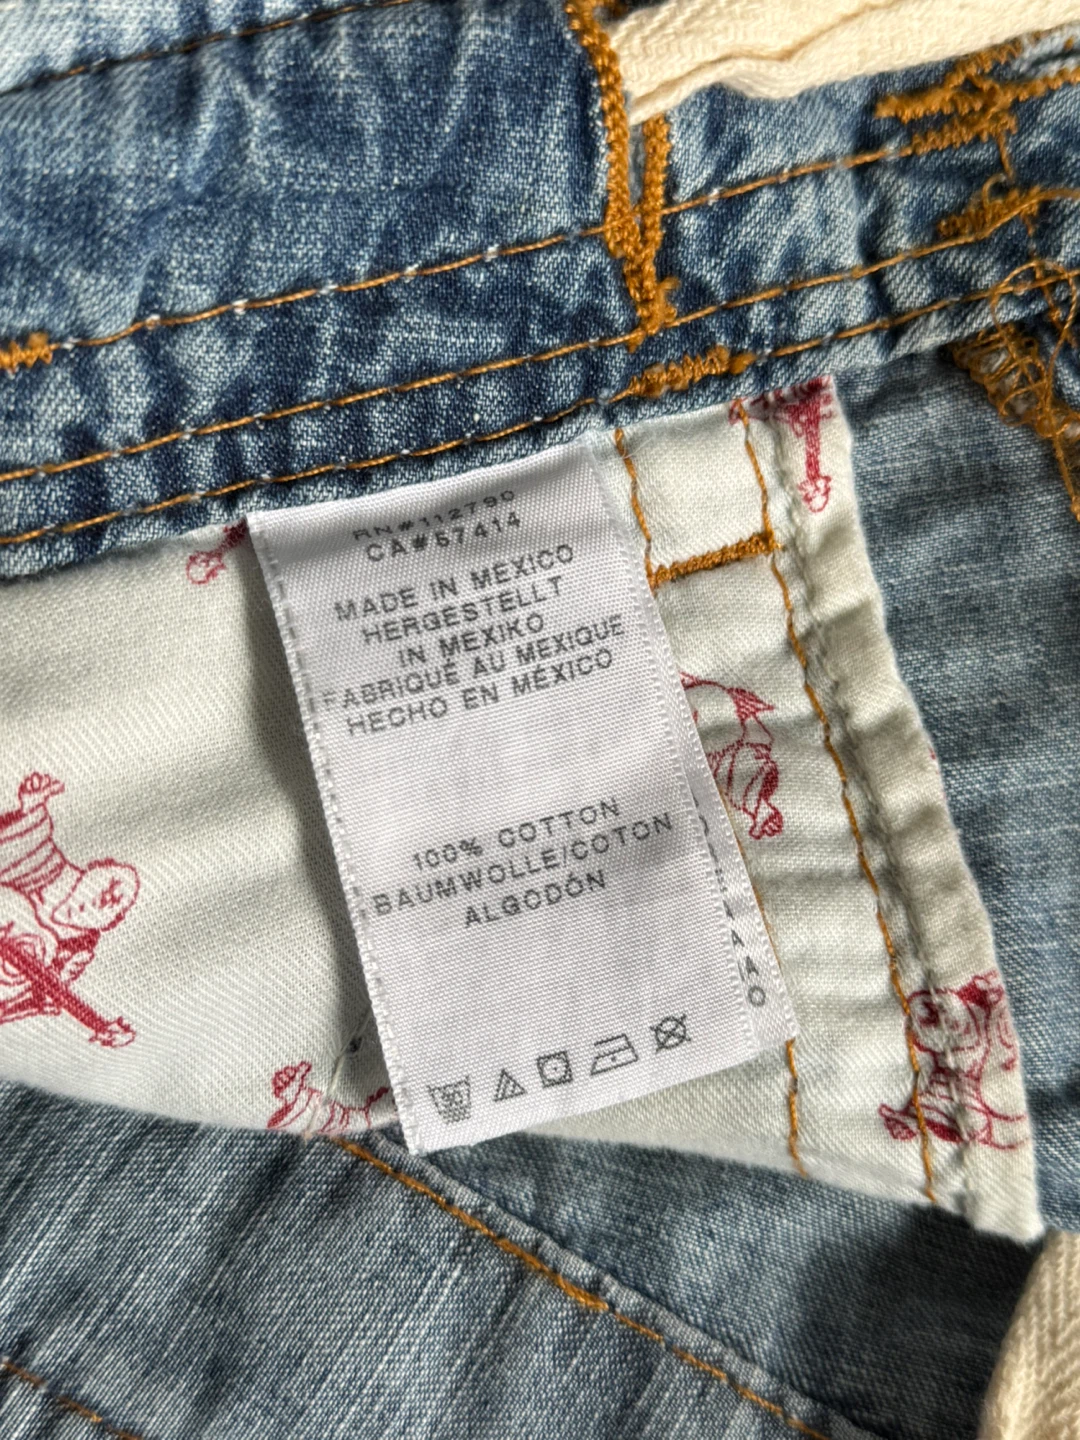 RN#112790
CA#57414
MADE IN MEXICO
HERGESTELLT
IN MEXIKO
FABRIQUÉ AU MEXIQUE
HECHO EN MÉXICO
100% COTTON
BAUMWOLLE/COTON
ALGODÓN
30